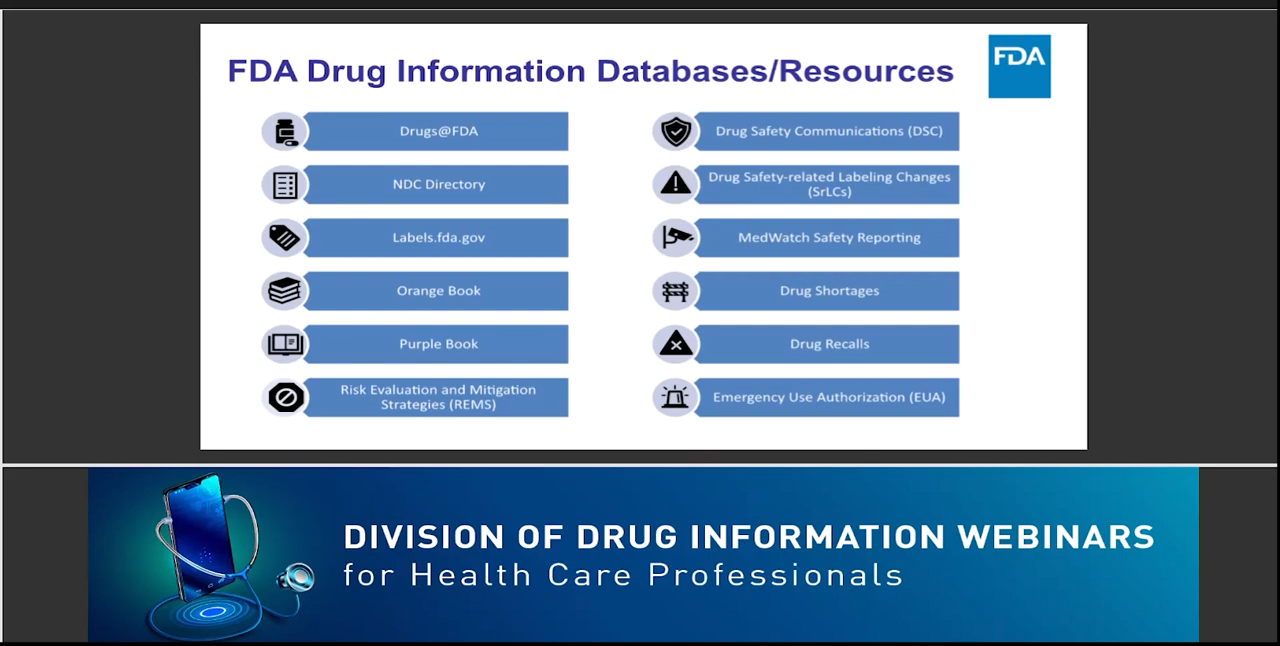 FDA Drug Information Databases/Resources
FDA
Drugs@FDA
NDC Directory
Labels.fda.gov
Orange Book
Purple Book
Risk Evaluation and Mitigation
Strategies (REMS)
Drug Safety Communications (DSC)
Drug Safety-related Labeling Changes
(SrLCs)
MedWatch Safety Reporting
Drug Shortages
Drug Recalls
Emergency Use Authorization (EUA)
DIVISION OF DRUG INFORMATION WEBINARS
for Health Care Professionals